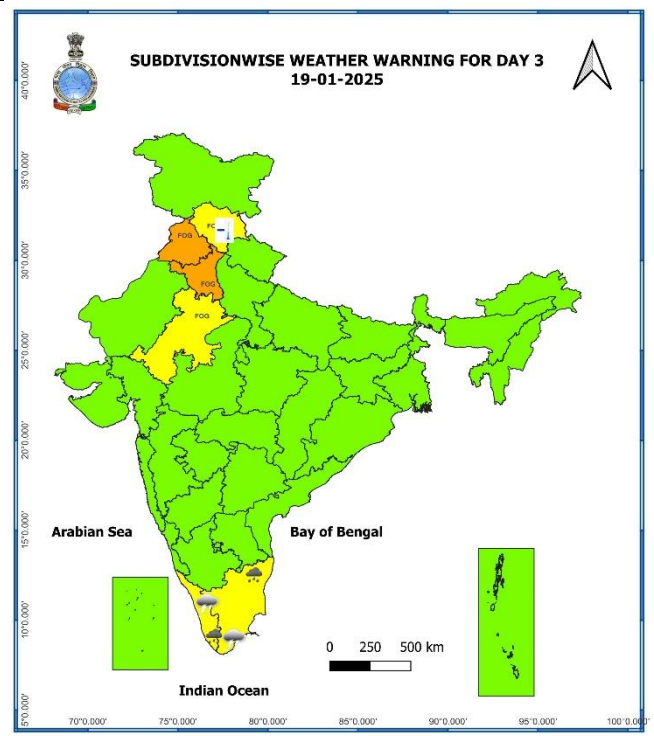 SUBDIVISIONWISE WEATHER WARNING FOR DAY 3
19-01-2025
40°0.000'
35°0.000'
FOG
30°0.000'
FOG
FOG
25°0.000'
20°0.000'
15°0.000'
Arabian Sea
Bay of Bengal
10°0.000'
0 250 500 km
Indian Ocean
5°0.000'
70°0.000' 75°0.000' 80°0.000' 85°0.000' 90°0.000' 95°0.000' 100°0.000'